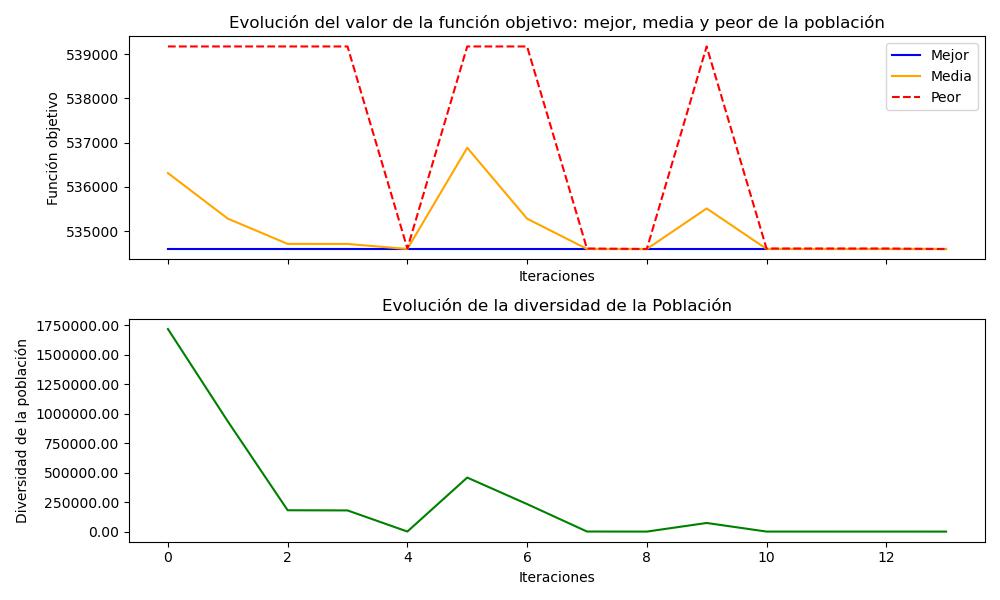 Evolución del valor de la función objetivo: mejor, media y peor de la población
Función objetivo
539000
538000
537000
536000
535000
Mejor
Media
Peor
Iteraciones
Evolución de la diversidad de la Población
Diversidad de la población
1750000.00
1500000.00
1250000.00
1000000.00
750000.00
500000.00
250000.00
0.00
0 2 4 6 8 10 12
Iteraciones